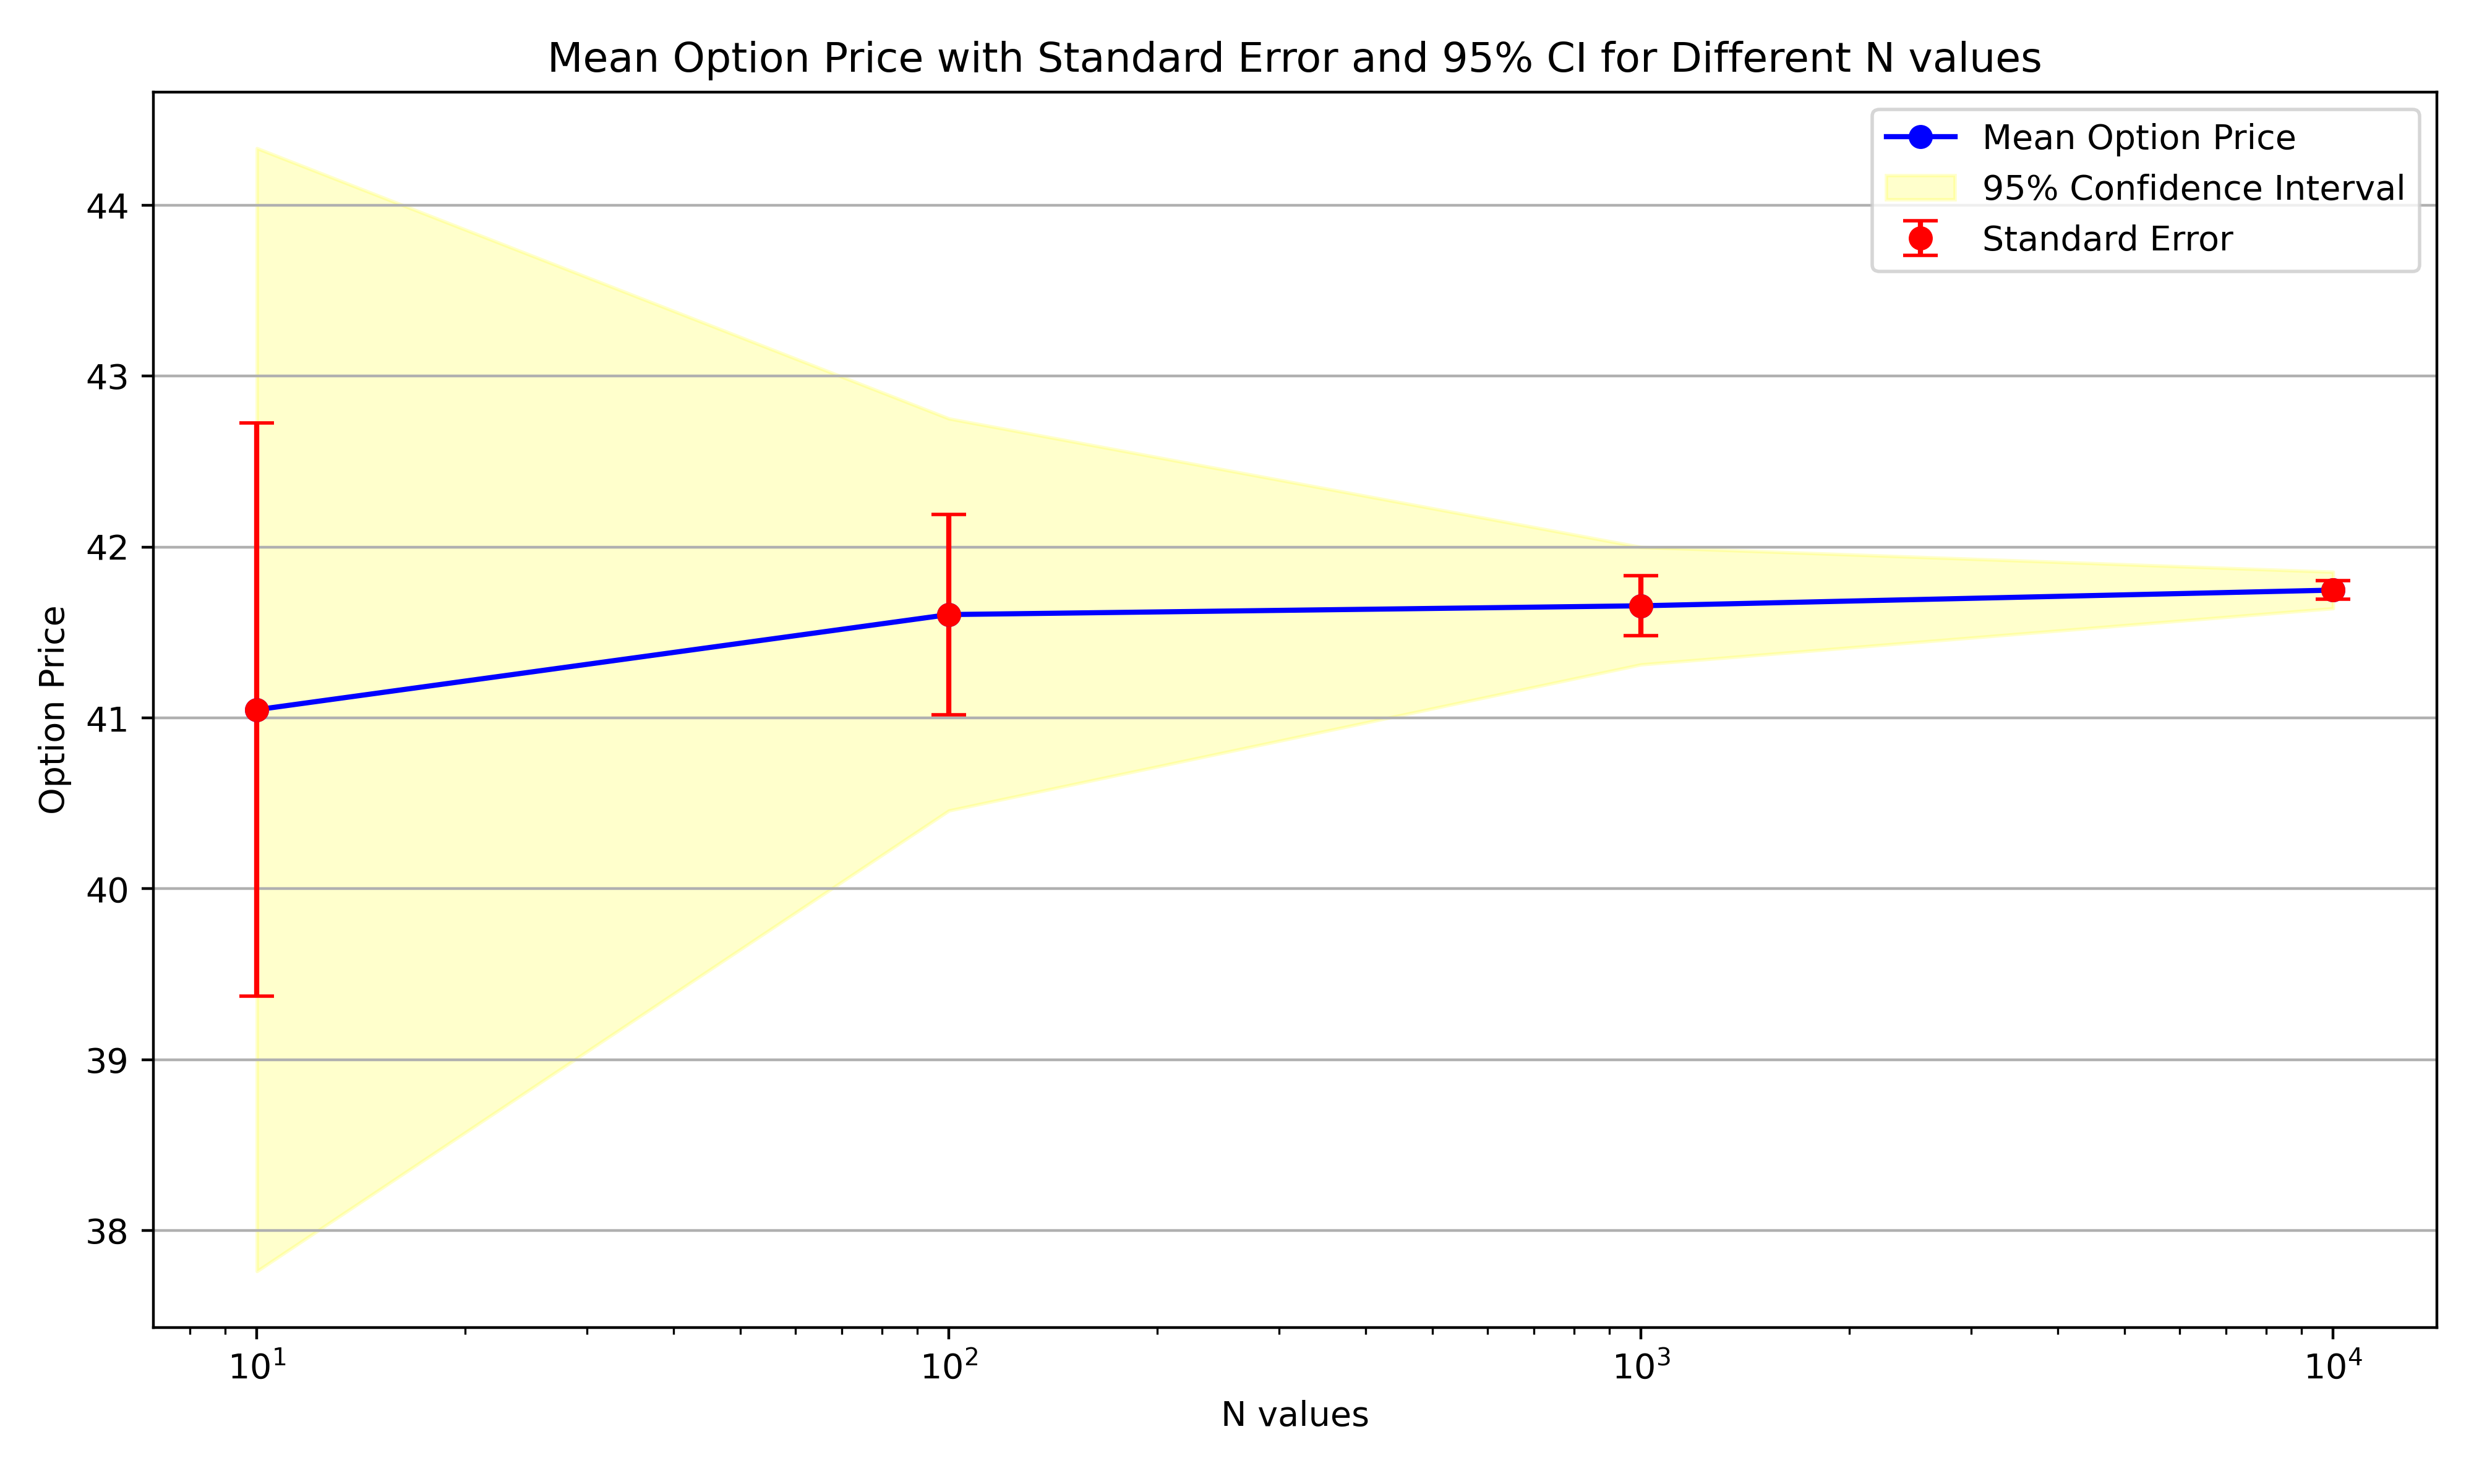 Mean Option Price with Standard Error and 95% CI for Different N values
Mean Option Price
95% Confidence Interval
Standard Error
44
43
42
41
40
39
38
Option Price
10¹
10²
10³
10⁴
N values